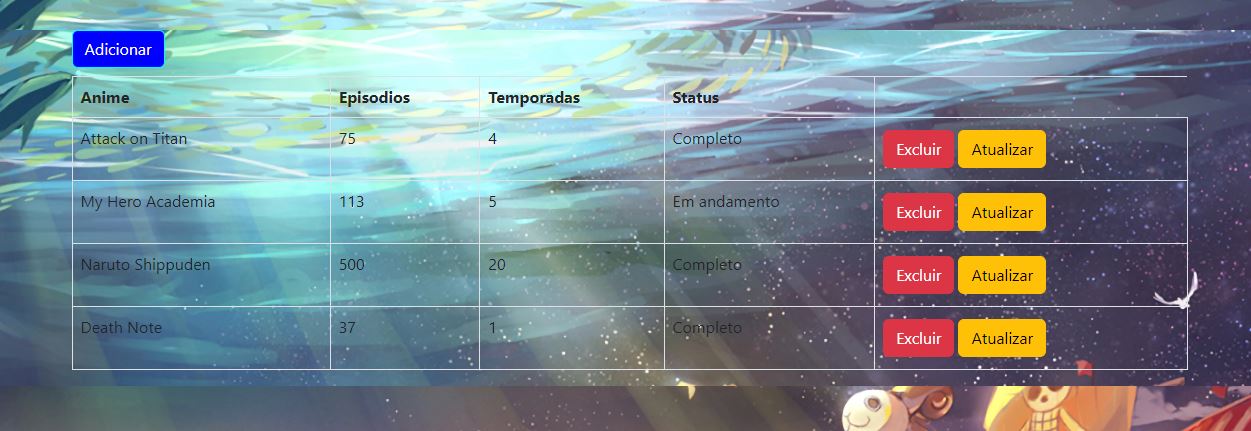 Adicionar
Anime Episodios Temporadas Status
Attack on Titan 75 4 Completo Excluir Atualizar
My Hero Academia 113 5 Em andamento Excluir Atualizar
Naruto Shippuden 500 20 Completo Excluir Atualizar
Death Note 37 1 Completo Excluir Atualizar